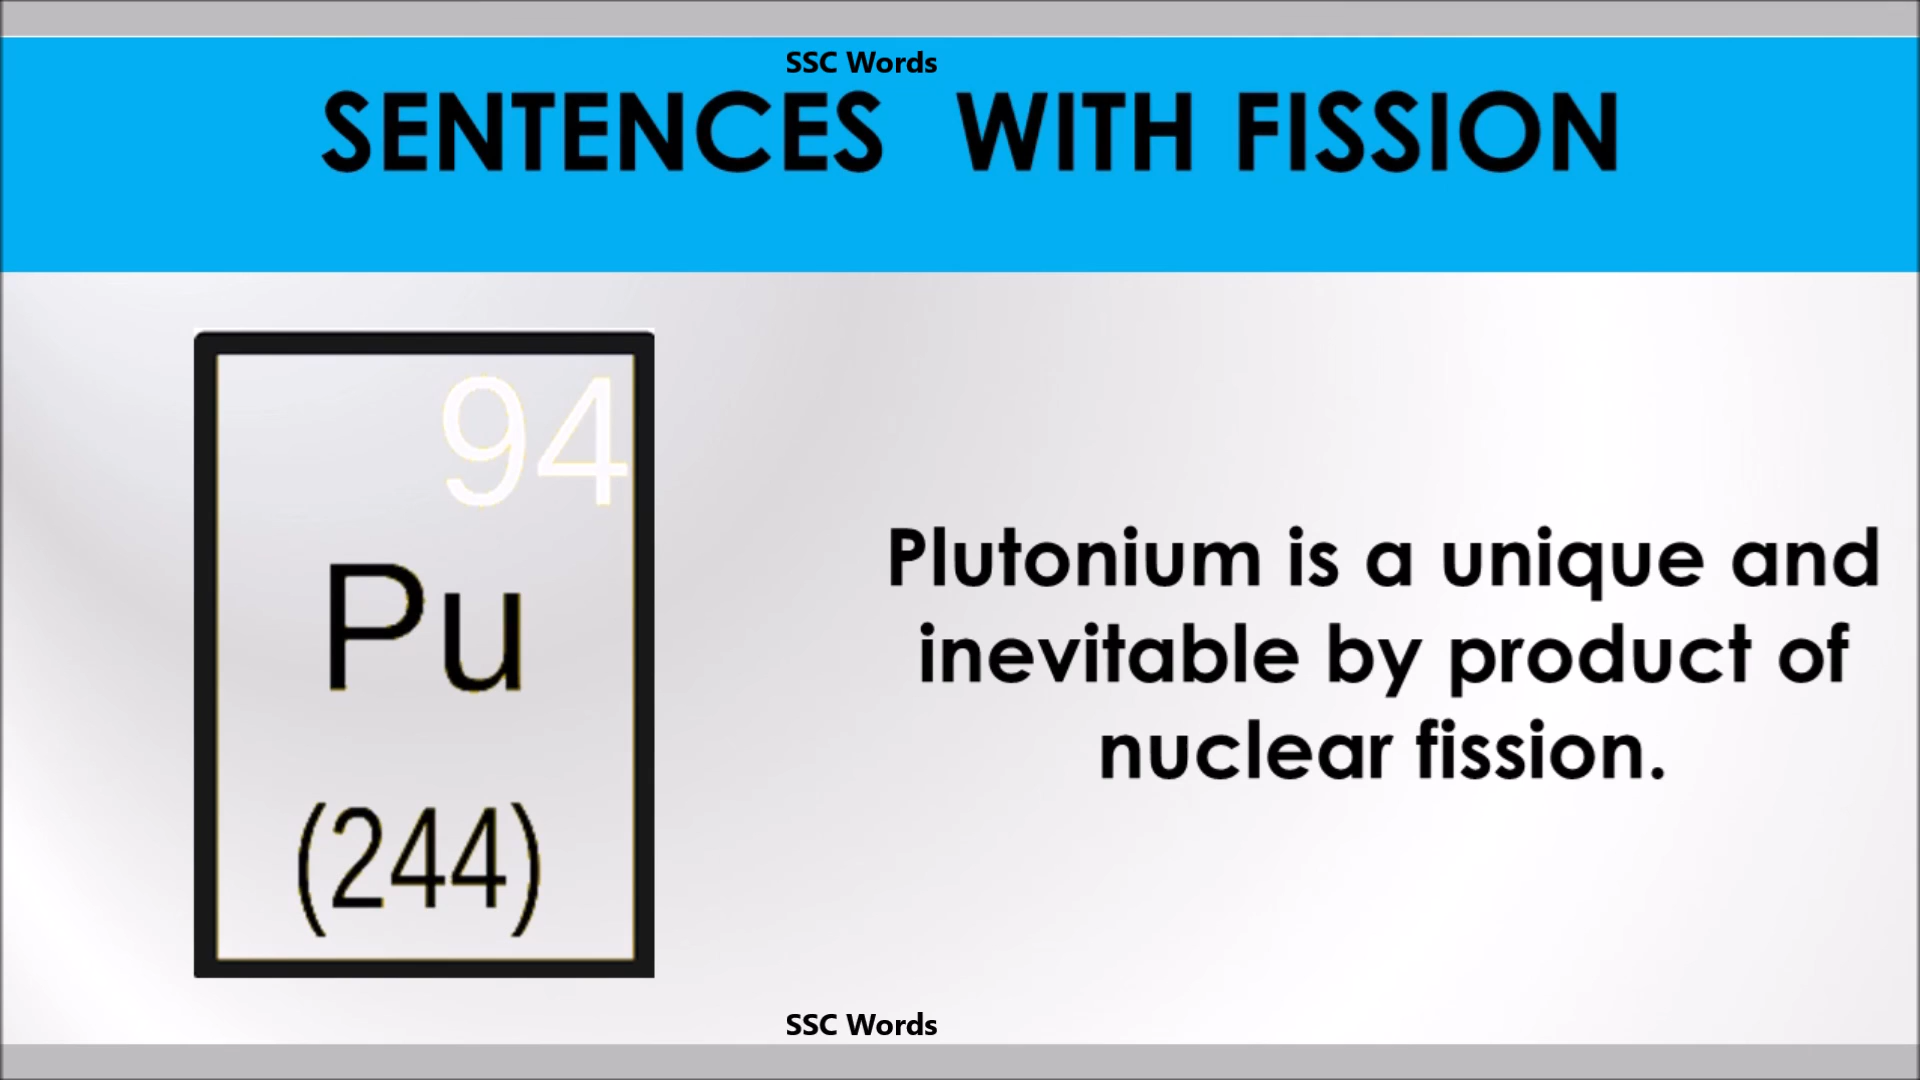 SSC Words
SENTENCES WITH FISSION
94
Pu
(244)
Plutonium is a unique and
inevitable by product of
nuclear fission.
SSC Words